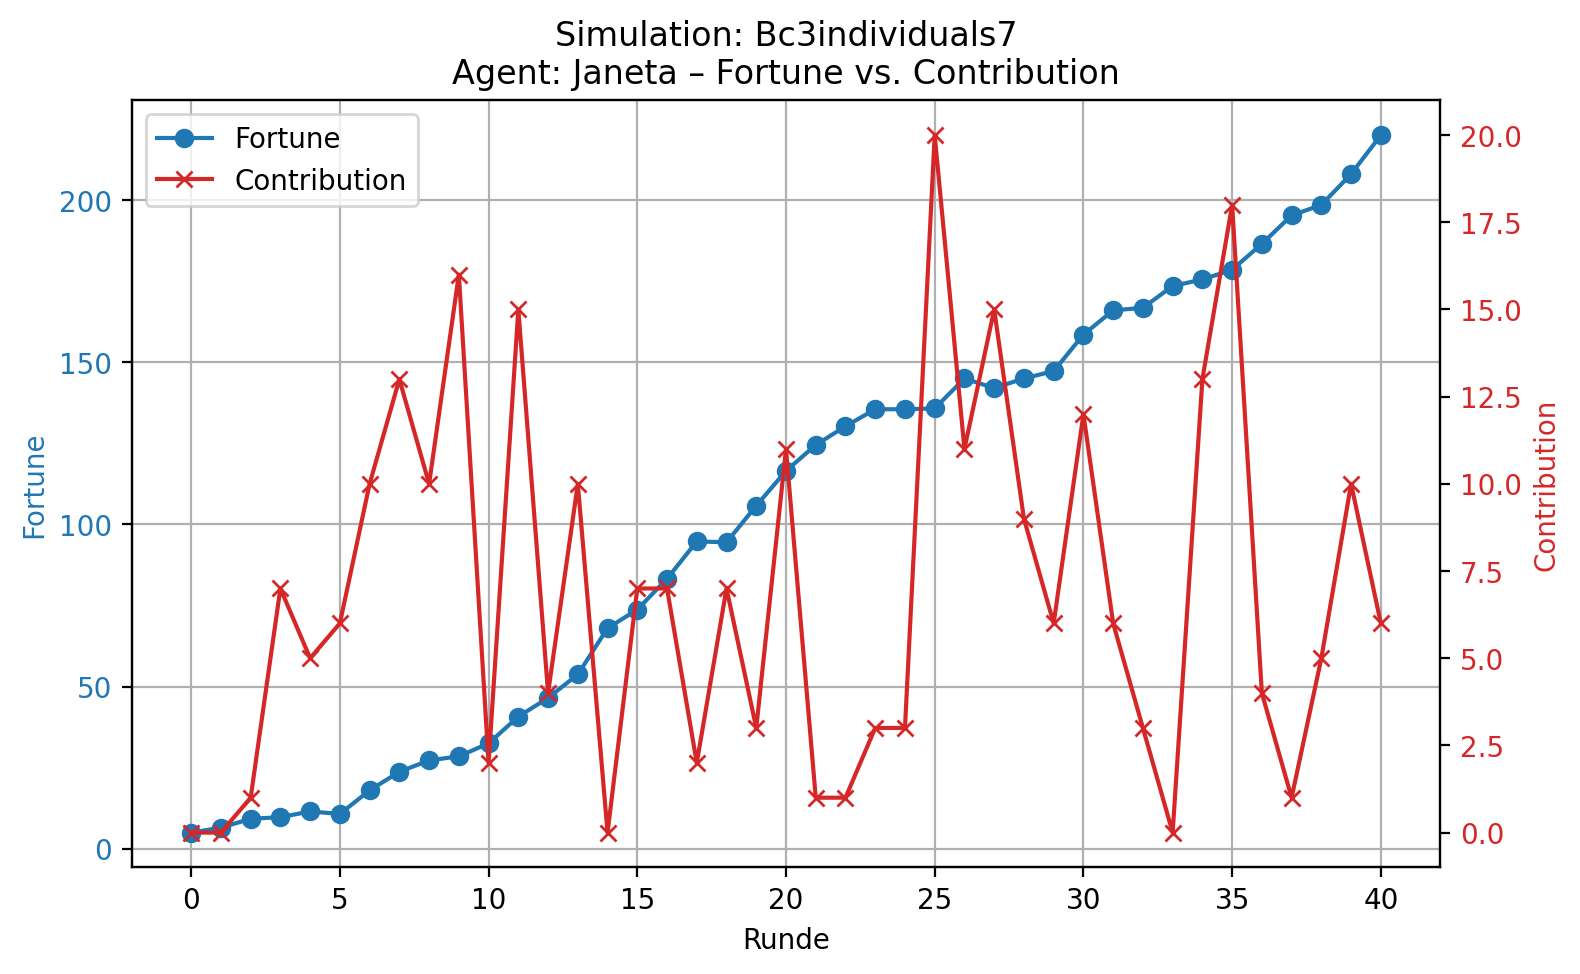 Simulation: Bc3individuals7
Agent: Janeta – Fortune vs. Contribution
Fortune
Contribution
Fortune
200
150
100
50
0
20.0
17.5
15.0
12.5
10.0
7.5
5.0
2.5
0.0
Contribution
0 5 10 15 20 25 30 35 40
Runde